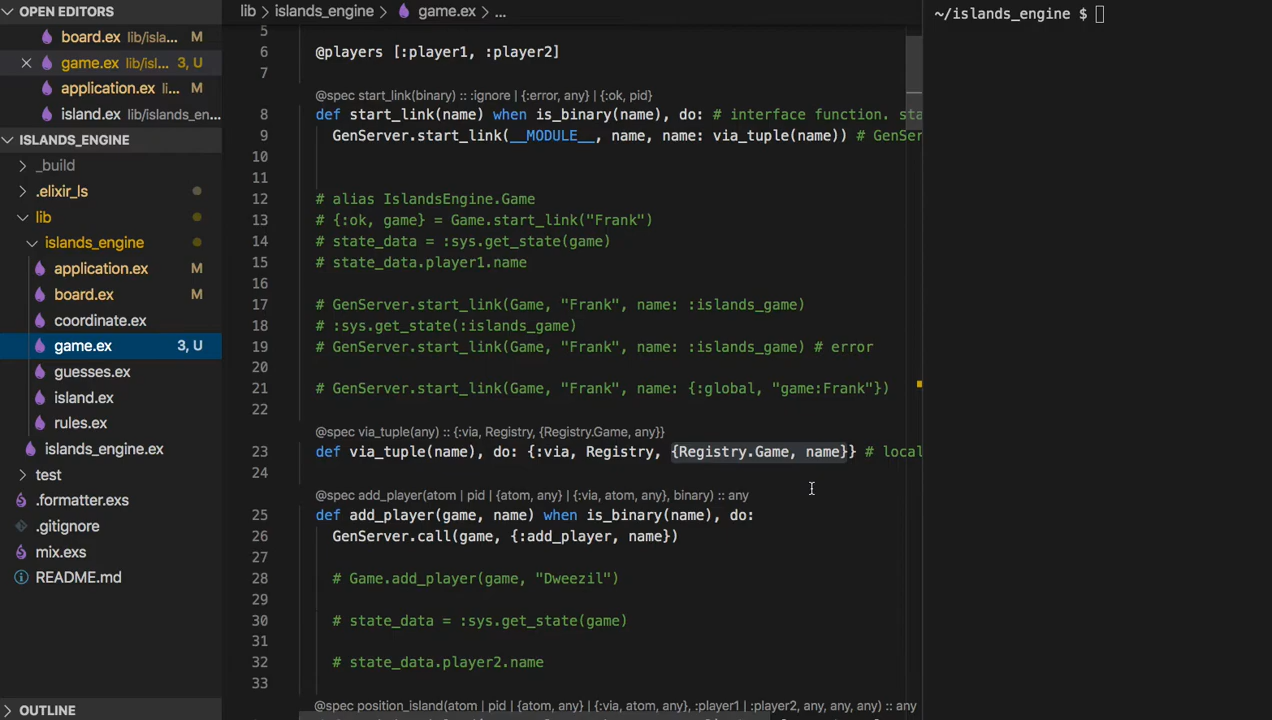 OPEN EDITORS
board.ex lib/isla... M
game.ex lib/isl... 3, U
application.ex li... M
island.ex lib/islands_en...
ISLANDS_ENGINE
_build
.elixir_ls
lib
islands_engine
application.ex M
board.ex M
coordinate.ex
game.ex 3, U
guesses.ex
island.ex
rules.ex
islands_engine.ex
test
.formatter.exs
.gitignore
mix.exs
README.md
OUTLINE
lib > islands_engine > game.ex > ...
5
6 @players [:player1, :player2]
7
@spec start_link(binary) :: :ignore | {:error, any} | {:ok, pid}
8 def start_link(name) when is_binary(name), do: # interface function. sta
9 GenServer.start_link(__MODULE__, name, name: via_tuple(name)) # GenSer
10
11
12 # alias IslandsEngine.Game
13 # {:ok, game} = Game.start_link("Frank")
14 # state_data = :sys.get_state(game)
15 # state_data.player1.name
16
17 # GenServer.start_link(Game, "Frank", name: :islands_game)
18 # :sys.get_state(:islands_game)
19 # GenServer.start_link(Game, "Frank", name: :islands_game) # error
20
21 # GenServer.start_link(Game, "Frank", name: {:global, "game:Frank"})
22
@spec via_tuple(any) :: {:via, Registry, {Registry.Game, any}}
23 def via_tuple(name), do: {:via, Registry, {Registry.Game, name}} # local
24
@spec add_player(atom | pid | {atom, any} | {:via, atom, any}, binary) :: any
25 def add_player(game, name) when is_binary(name), do:
26 GenServer.call(game, {:add_player, name})
27
28 # Game.add_player(game, "Dweezil")
29
30 # state_data = :sys.get_state(game)
31
32 # state_data.player2.name
33
@spec position_island(atom | pid | {atom, any} | {:via, atom, any}, :player1 | :player2, any, any, any) :: any
~/islands_engine $